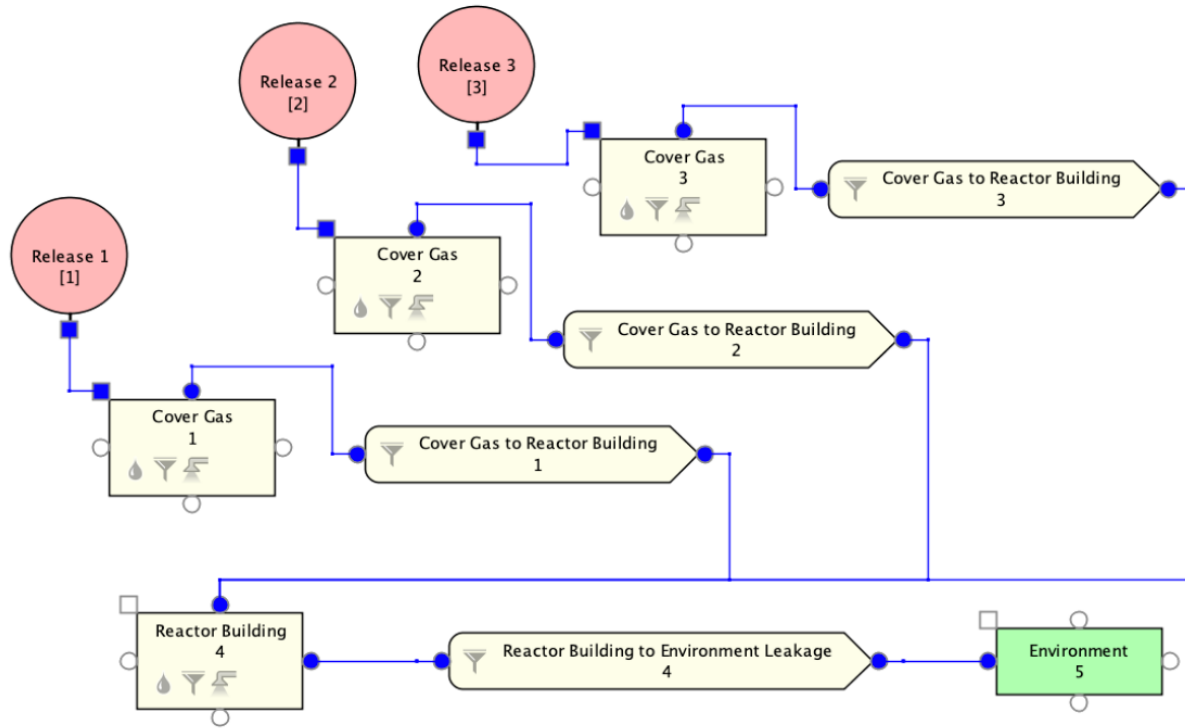 Release 3
[3]
Release 2
[2]
Cover Gas
3
Cover Gas to Reactor Building
3
Release 1
[1]
Cover Gas
2
Cover Gas to Reactor Building
2
Cover Gas
1
Cover Gas to Reactor Building
1
Reactor Building
4
Reactor Building to Environment Leakage
4
Environment
5